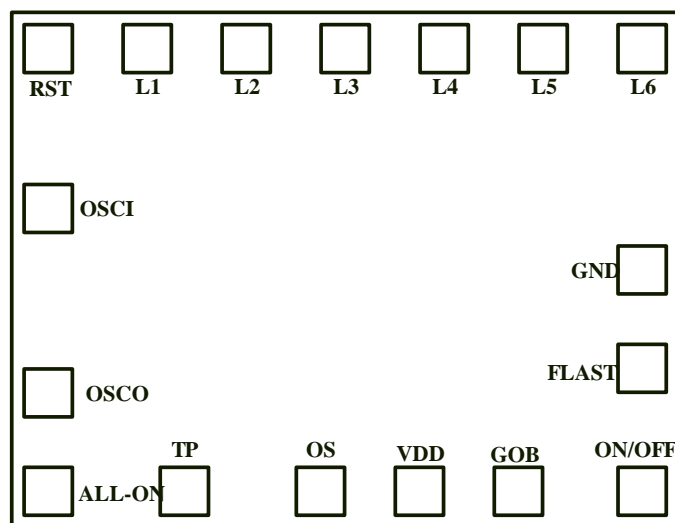 RST L1 L2 L3 L4 L5 L6
OSCI
GND
FLAST
OSCO
TP OS VDD GOB ON/OFF
ALL-ON